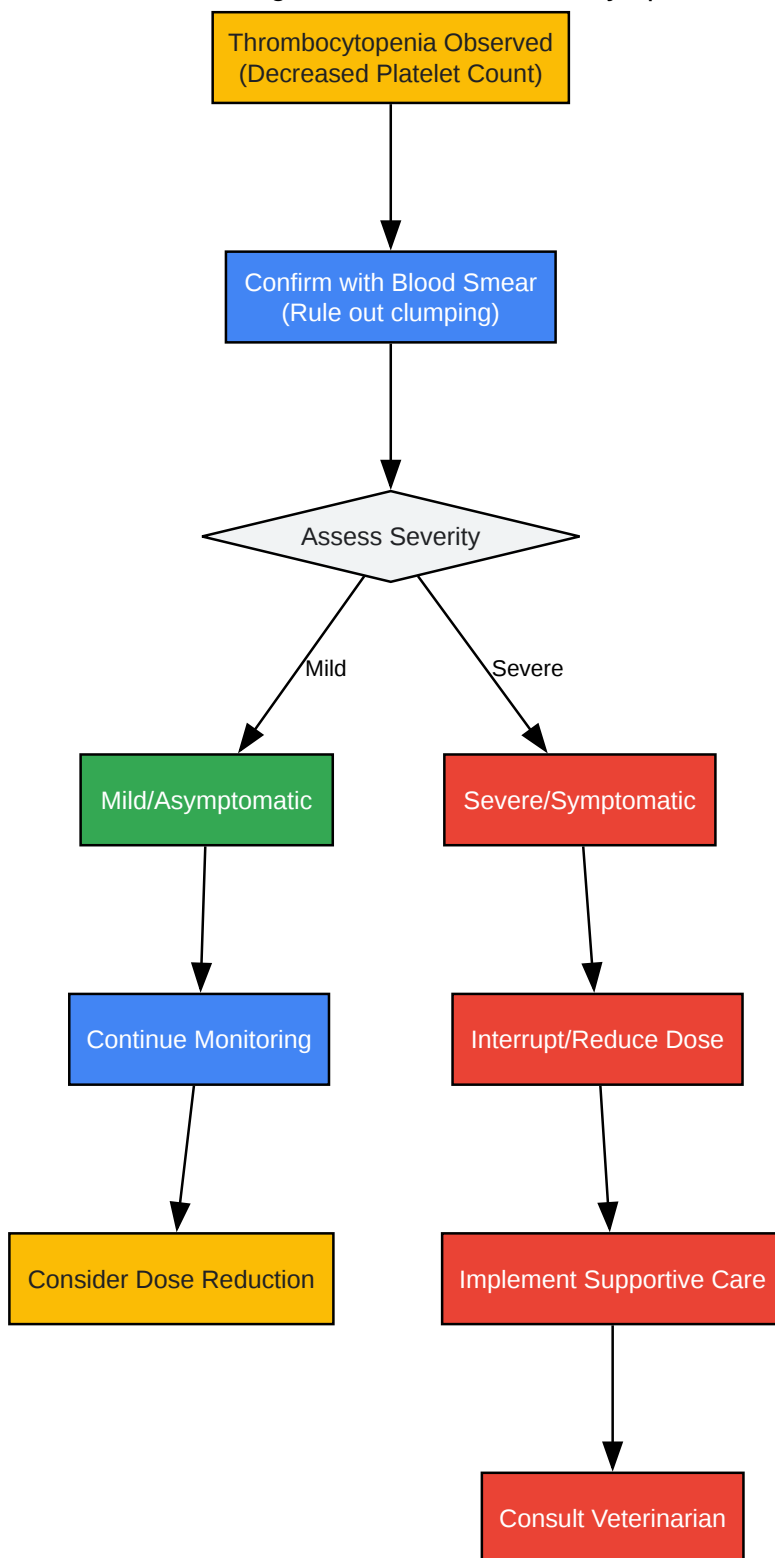 Thrombocytopenia Observed
(Decreased Platelet Count)
Confirm with Blood Smear
(Rule out clumping)
Assess Severity
Mild
Severe
Mild/Asymptomatic
Severe/Symptomatic
Continue Monitoring
Interrupt/Reduce Dose
Consider Dose Reduction
Implement Supportive Care
Consult Veterinarian